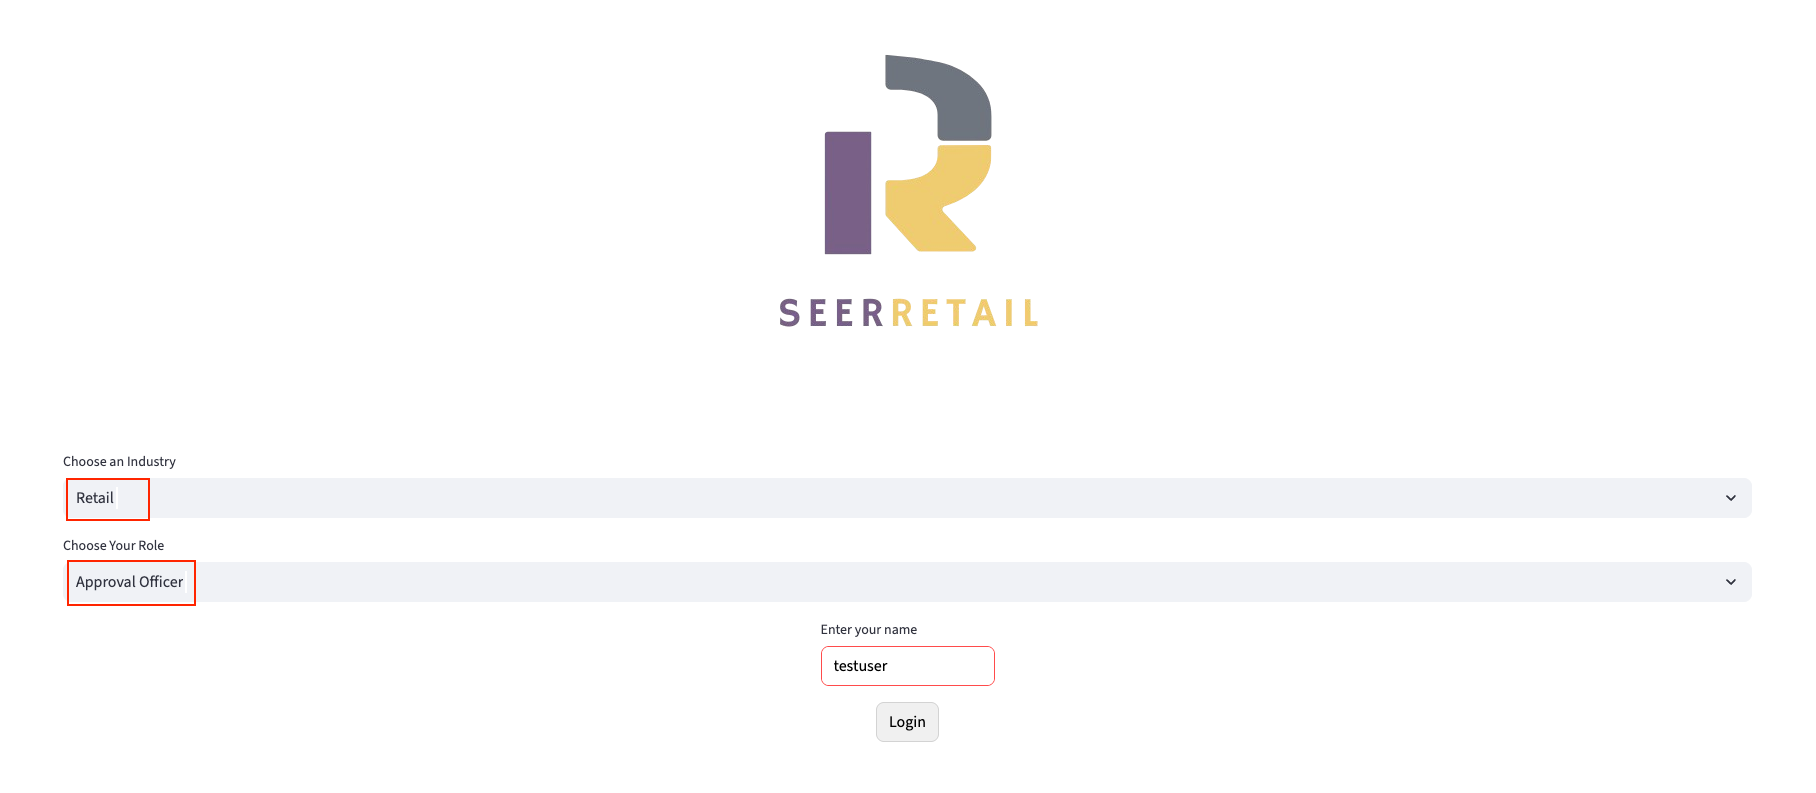 SEERRETAIL
Choose an Industry
Retail
Choose Your Role
Approval Officer
Enter your name
testuser
Login